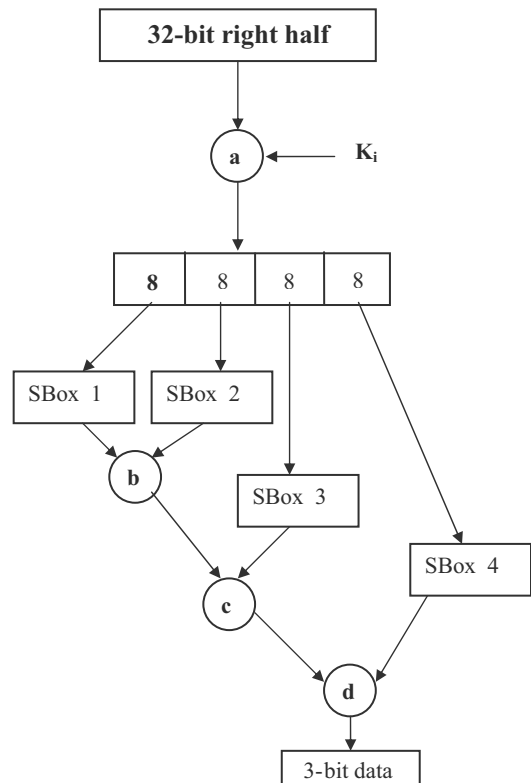 32-bit right half
a
Kᵢ
8 8 8 8
SBox 1 SBox 2
b
SBox 3
SBox 4
c
d
3-bit data